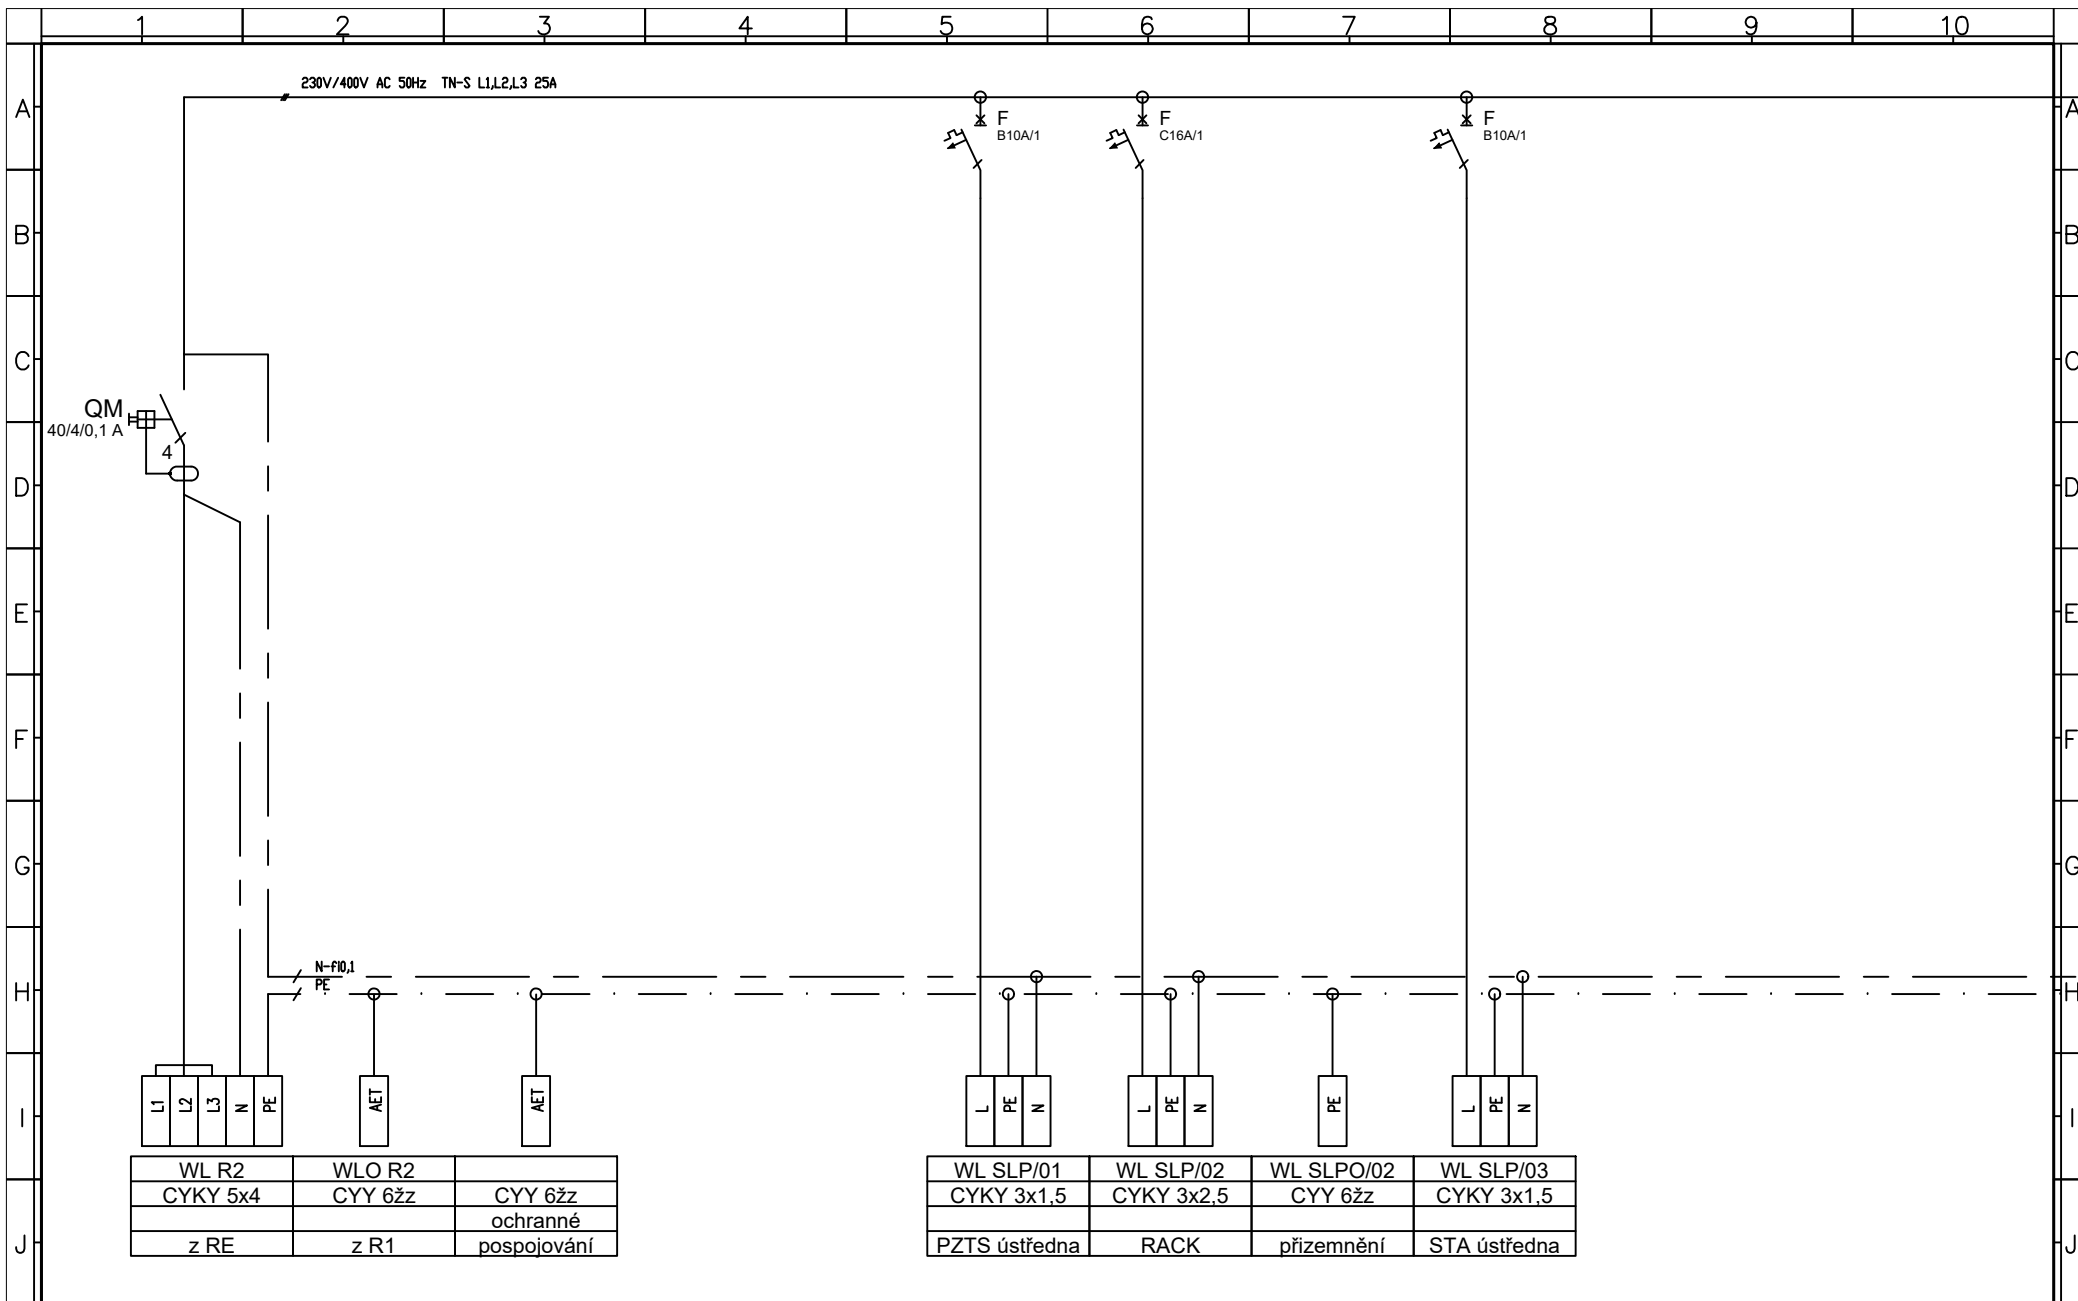 1 2 3 4 5 6 7 8 9 10
230V/400V AC 50Hz TN-S L1,L2,L3 25A
A A
F F F
B10A/1 C16A/1 B10A/1
B B
C C
QM
40/4/0,1 A
4
D D
E E
F F
G G
N-fI0,1
PE
H H
L1 L2 L3 N PE AET AET L PE N L PE N PE L PE N
I I
WL R2 WLO R2 WL SLP/01 WL SLP/02 WL SLPO/02 WL SLP/03
CYKY 5x4 CYY 6žz CYY 6žz CYKY 3x1,5 CYKY 3x2,5 CYY 6žz CYKY 3x1,5
ochranné
J z RE z R1 pospojování PZTS ústředna RACK přizemnění STA ústředna J